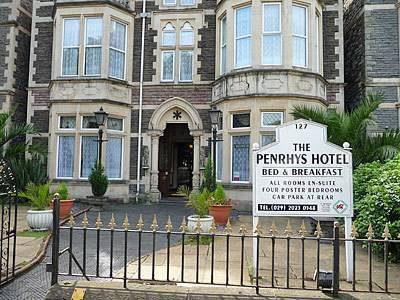 127
THE
PENRHYS HOTEL
BED & BREAKFAST
ALL ROOMS EN-SUITE
FOUR POSTER BEDROOMS
CAR PARK AT REAR
TEL. (029) 2023 0548